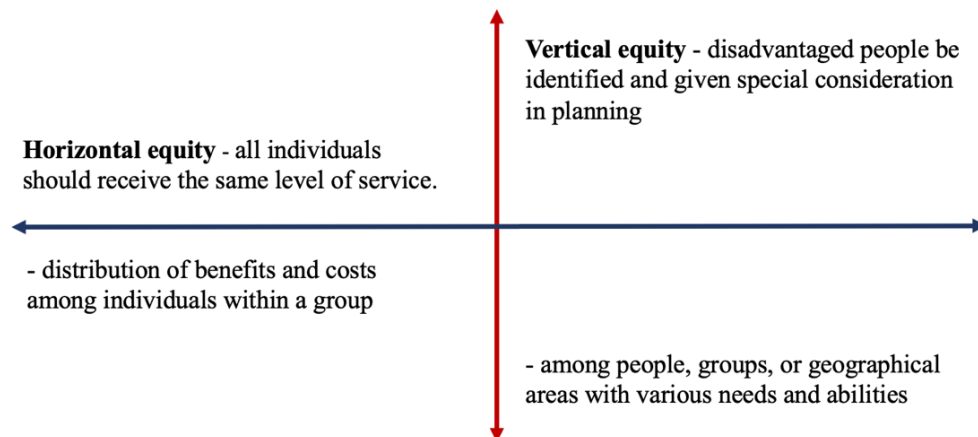 Vertical equity - disadvantaged people be
identified and given special consideration
in planning
Horizontal equity - all individuals
should receive the same level of service.
- distribution of benefits and costs
among individuals within a group
- among people, groups, or geographical
areas with various needs and abilities